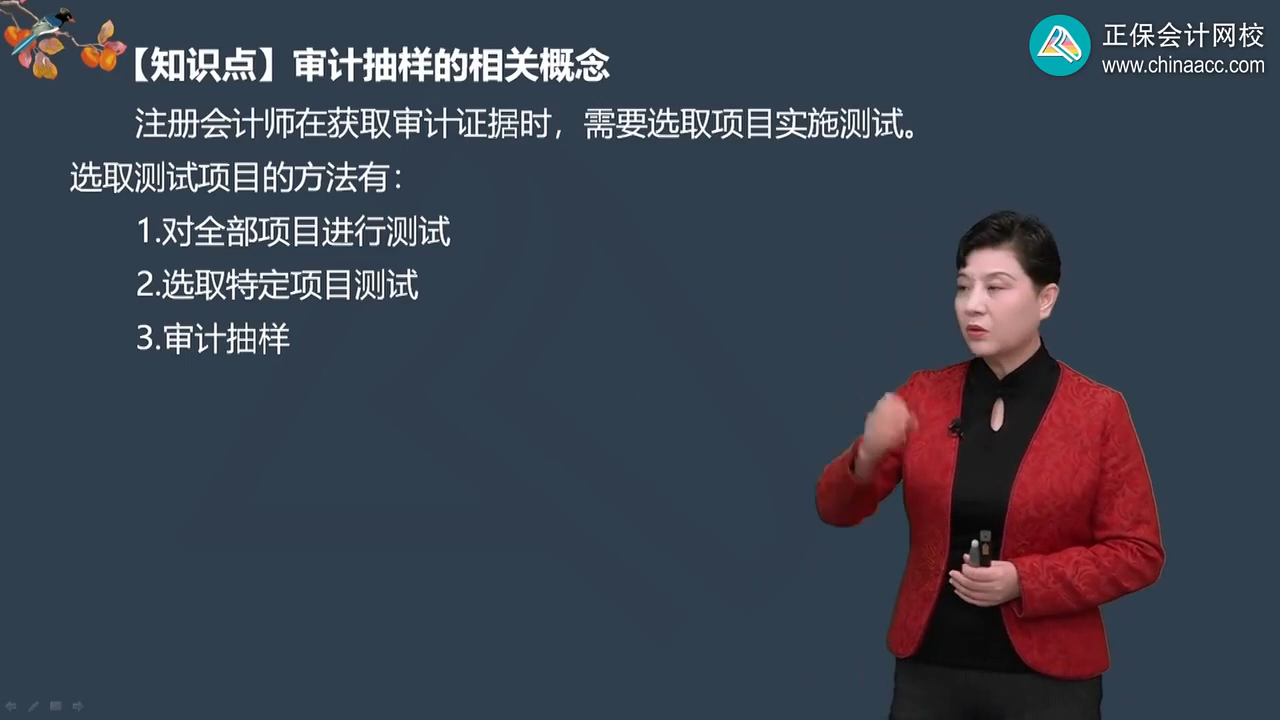 正保会计网校
www.chinaacc.com
【知识点】审计抽样的相关概念
注册会计师在获取审计证据时，需要选取项目实施测试。
选取测试项目的方法有：
1.对全部项目进行测试
2.选取特定项目测试
3.审计抽样